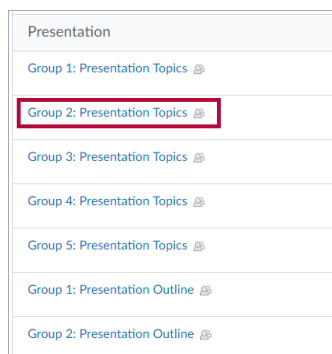 Presentation
Group 1: Presentation Topics
Group 2: Presentation Topics
Group 3: Presentation Topics
Group 4: Presentation Topics
Group 5: Presentation Topics
Group 1: Presentation Outline
Group 2: Presentation Outline